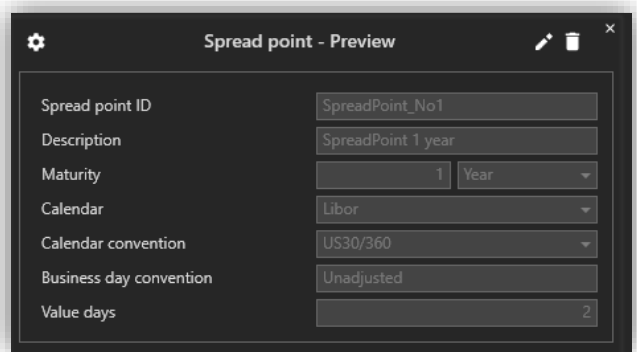 Spread point - Preview
Spread point ID SpreadPoint_No1
Description SpreadPoint 1 year
Maturity 1 Year
Calendar Libor
Calendar convention US30/360
Business day convention Unadjusted
Value days 2